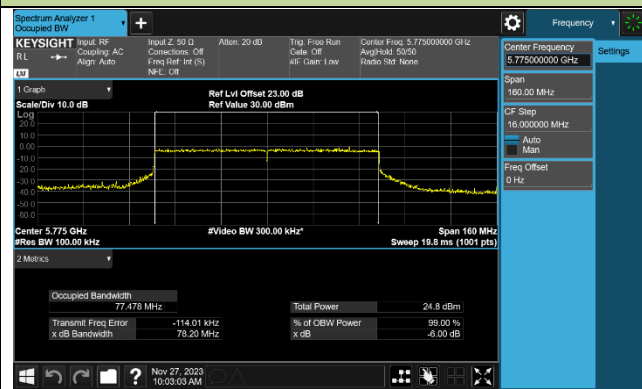 Spectrum Analyzer 1
Occupied BW
Frequency
KEYSIGHT
Input: RF
Coupling: AC
Align: Auto
Input Z: 50 Ω
Corrections: Off
Freq Ref: Int (S)
NFE: Off
Atten: 20 dB
Trig: Free Run
Gate: Off
#IF Gain: Low
Center Freq: 5.775000000 GHz
Avg|Hold: 50/50
Radio Std: None
RL
LXI
Center Frequency
5.775000000 GHz
Settings
Span
160.00 MHz
CF Step
16.000000 MHz
Auto
Man
Freq Offset
0 Hz
1 Graph
Scale/Div 10.0 dB
Ref Lvl Offset 23.00 dB
Ref Value 30.00 dBm
Log
20.0
10.0
0.00
-10.0
-20.0
-30.0
-40.0
-50.0
-60.0
Center 5.775 GHz
#Video BW 300.00 kHz*
Span 160 MHz
#Res BW 100.00 kHz
Sweep 19.8 ms (1001 pts)
2 Metrics
Occupied Bandwidth
77.478 MHz
Total Power
24.8 dBm
Transmit Freq Error
-114.01 kHz
% of OBW Power
99.00 %
x dB Bandwidth
78.20 MHz
x dB
-6.00 dB
Nov 27, 2023
10:03:03 AM